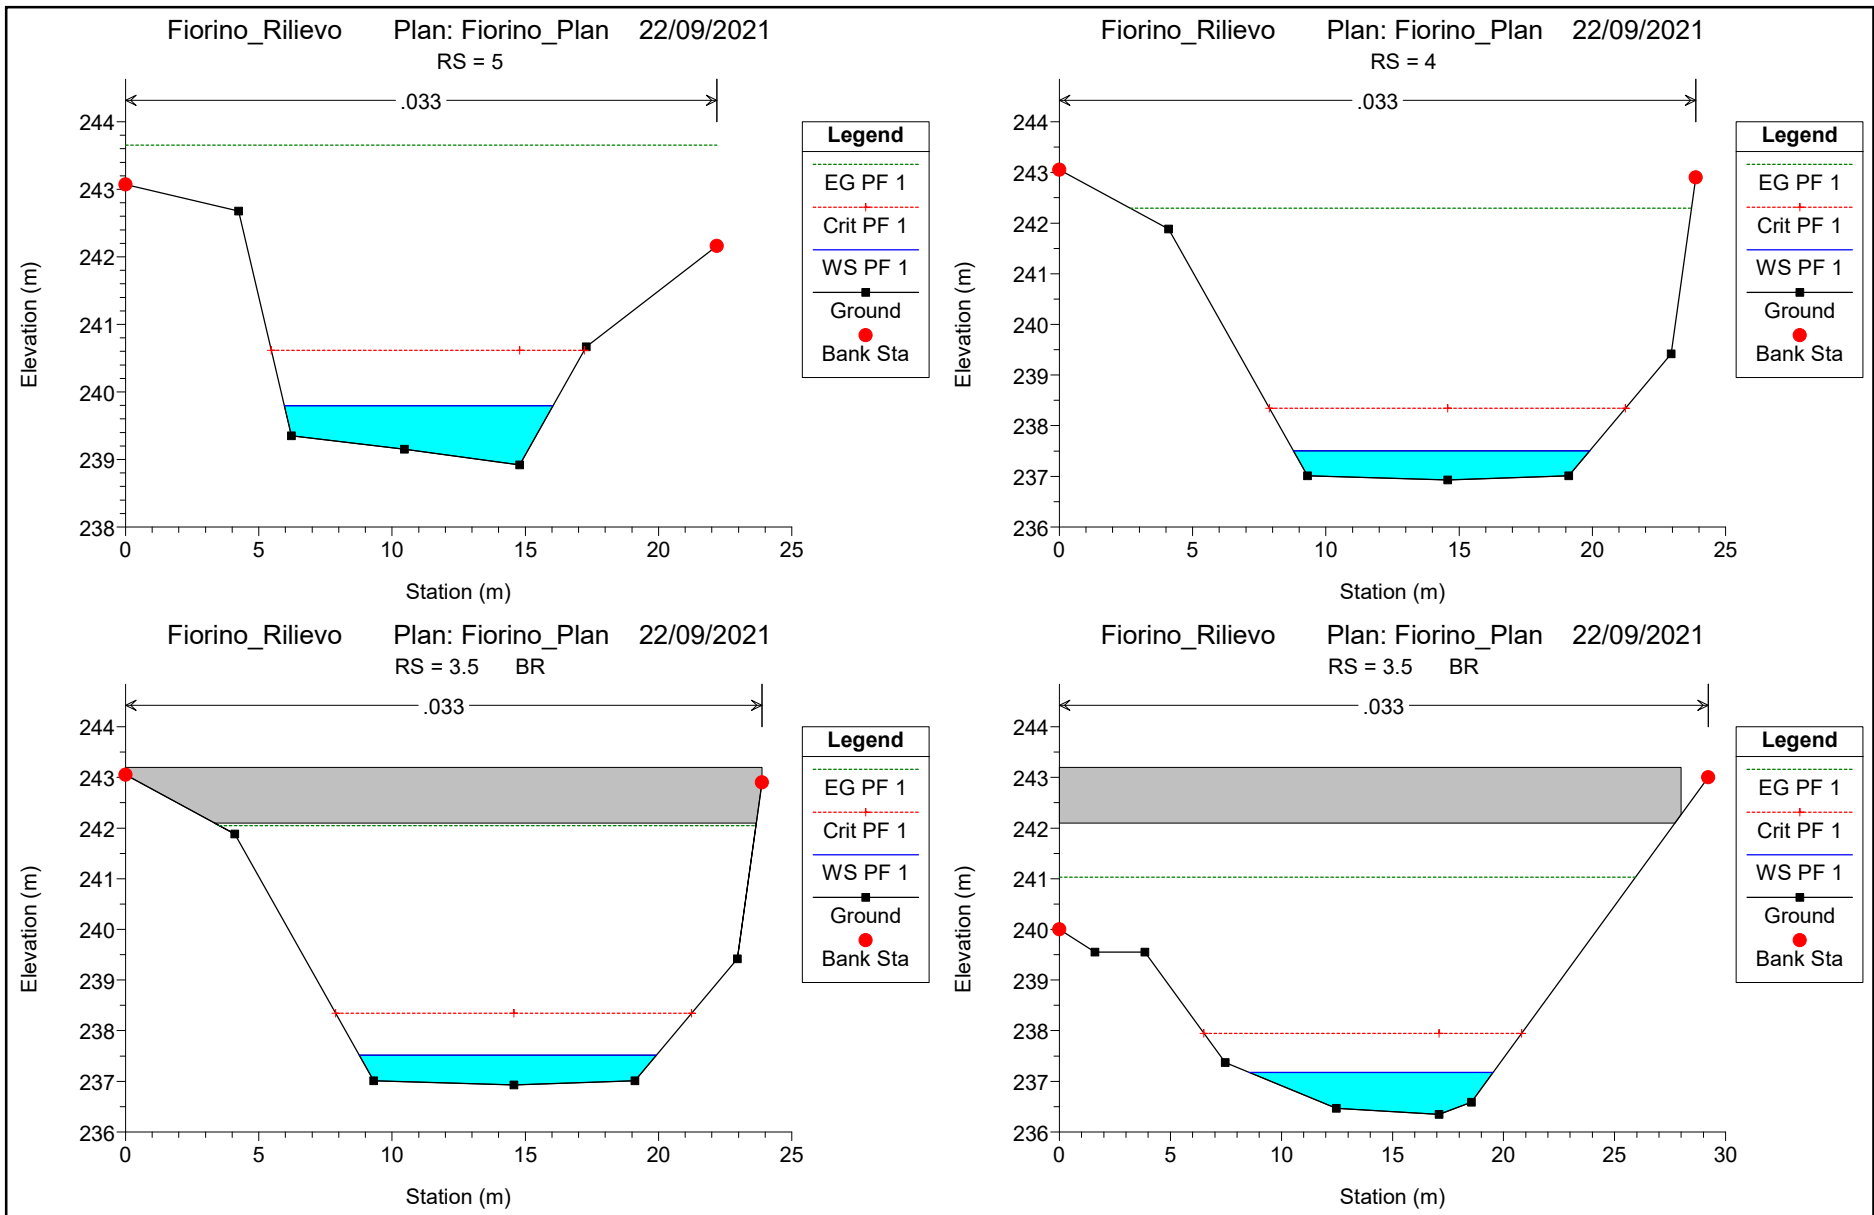 Fiorino_Rilievo Plan: Fiorino_Plan 22/09/2021
RS = 5
.033
244
243
242
241
240
239
238
Elevation (m)
0 5 10 15 20 25
Station (m)
Legend
EG PF 1
Crit PF 1
WS PF 1
Ground
Bank Sta
Fiorino_Rilievo Plan: Fiorino_Plan 22/09/2021
RS = 4
.033
244
243
242
241
240
239
238
237
236
Elevation (m)
0 5 10 15 20 25
Station (m)
Legend
EG PF 1
Crit PF 1
WS PF 1
Ground
Bank Sta
Fiorino_Rilievo Plan: Fiorino_Plan 22/09/2021
RS = 3.5 BR
.033
244
243
242
241
240
239
238
237
236
Elevation (m)
0 5 10 15 20 25
Station (m)
Legend
EG PF 1
Crit PF 1
WS PF 1
Ground
Bank Sta
Fiorino_Rilievo Plan: Fiorino_Plan 22/09/2021
RS = 3.5 BR
.033
244
243
242
241
240
239
238
237
236
Elevation (m)
0 5 10 15 20 25 30
Station (m)
Legend
EG PF 1
Crit PF 1
WS PF 1
Ground
Bank Sta